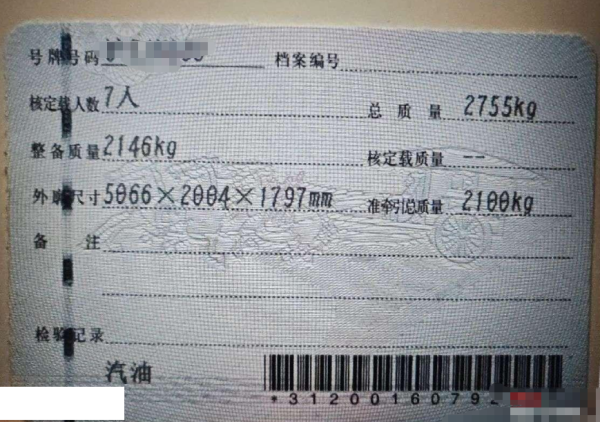 号牌号码 档案编号
核定载人数 7人 总质量 2755kg
整备质量 2146kg 核定载质量 --
外廓尺寸 5066×2004×1797mm 准牵引总质量 2100kg
备 注
检验记录
汽油
*3120016079